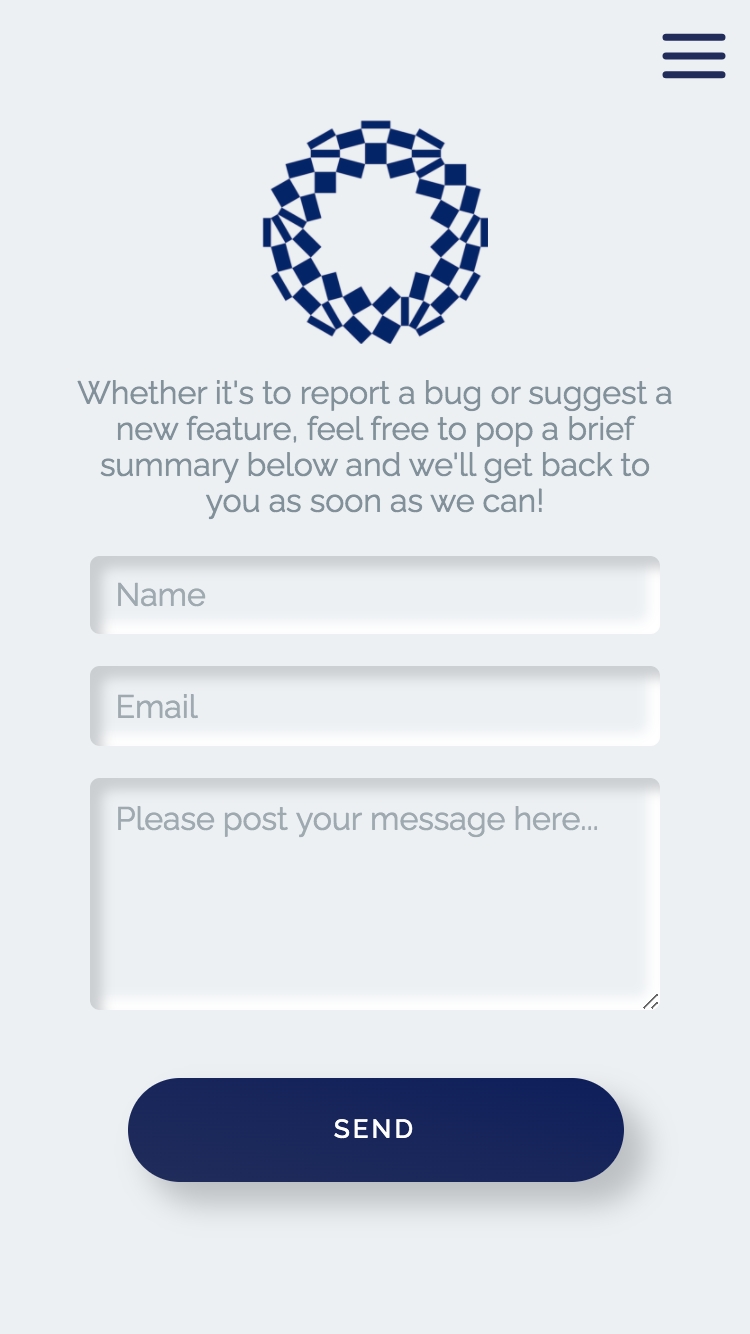 Whether it's to report a bug or suggest a
new feature, feel free to pop a brief
summary below and we'll get back to
you as soon as we can!
Name
Email
Please post your message here...
SEND